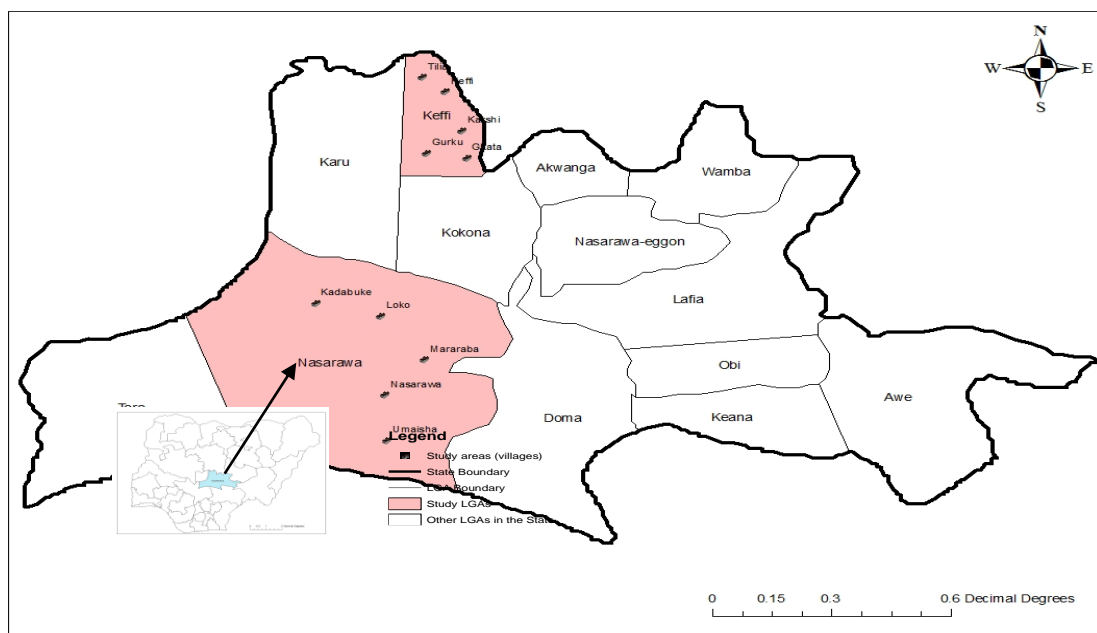 N
W
E
S
Tilla
Keffi
Keffi
Karshi
Gurku
Gitata
Karu
Akwanga
Wamba
Kokona
Nasarawa-eggon
Lafia
Kadabuke
Loko
Mararaba
Nasarawa
Nasarawa
Obi
Umaisha
Doma
Keana
Awe
Legend
Study areas (villages)
State Boundary
LGA Boundary
Study LGAs
Other LGAs in the State
0 0.15 0.3 0.6 Decimal Degrees